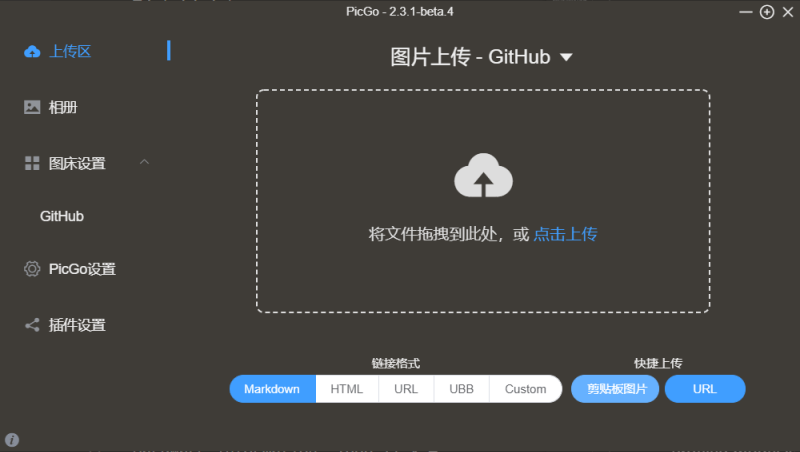 PicGo - 2.3.1-beta.4
上传区
相册
图床设置
GitHub
PicGo设置
插件设置
图片上传 - GitHub
将文件拖拽到此处，或 点击上传
链接格式
Markdown HTML URL UBB Custom
快捷上传
剪贴板图片 URL